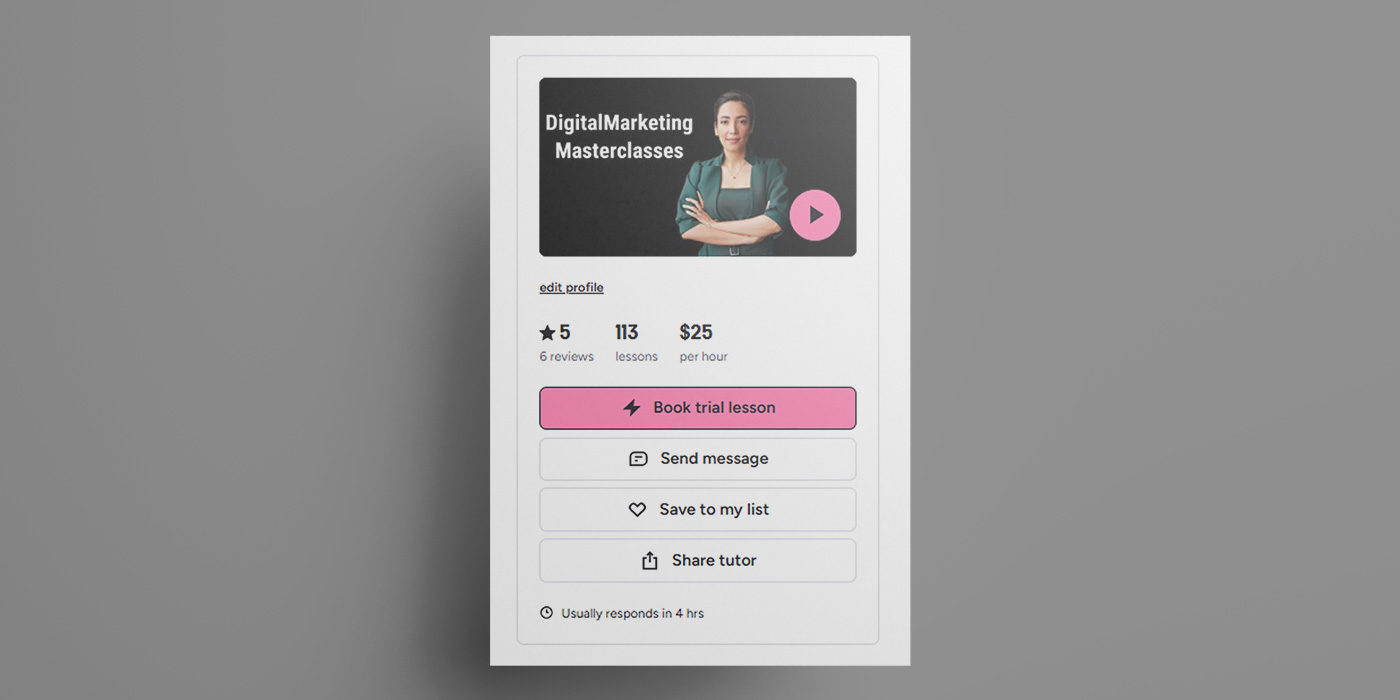 DigitalMarketing
Masterclasses
edit profile
5 113 $25
6 reviews lessons per hour
Book trial lesson
Send message
Save to my list
Share tutor
Usually responds in 4 hrs